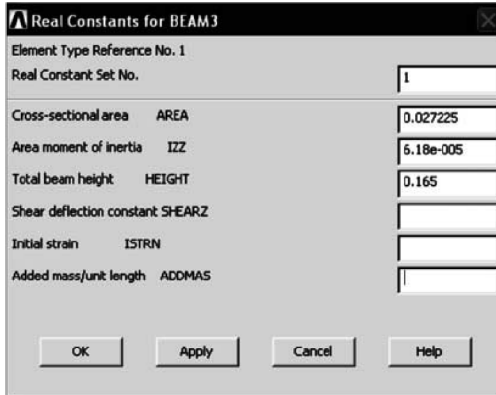 Real Constants for BEAM3
Element Type Reference No. 1
Real Constant Set No. 1
Cross-sectional area AREA 0.027225
Area moment of inertia IZZ 6.18e-005
Total beam height HEIGHT 0.165
Shear deflection constant SHEARZ
Initial strain ISTRN
Added mass/unit length ADDMAS
OK Apply Cancel Help